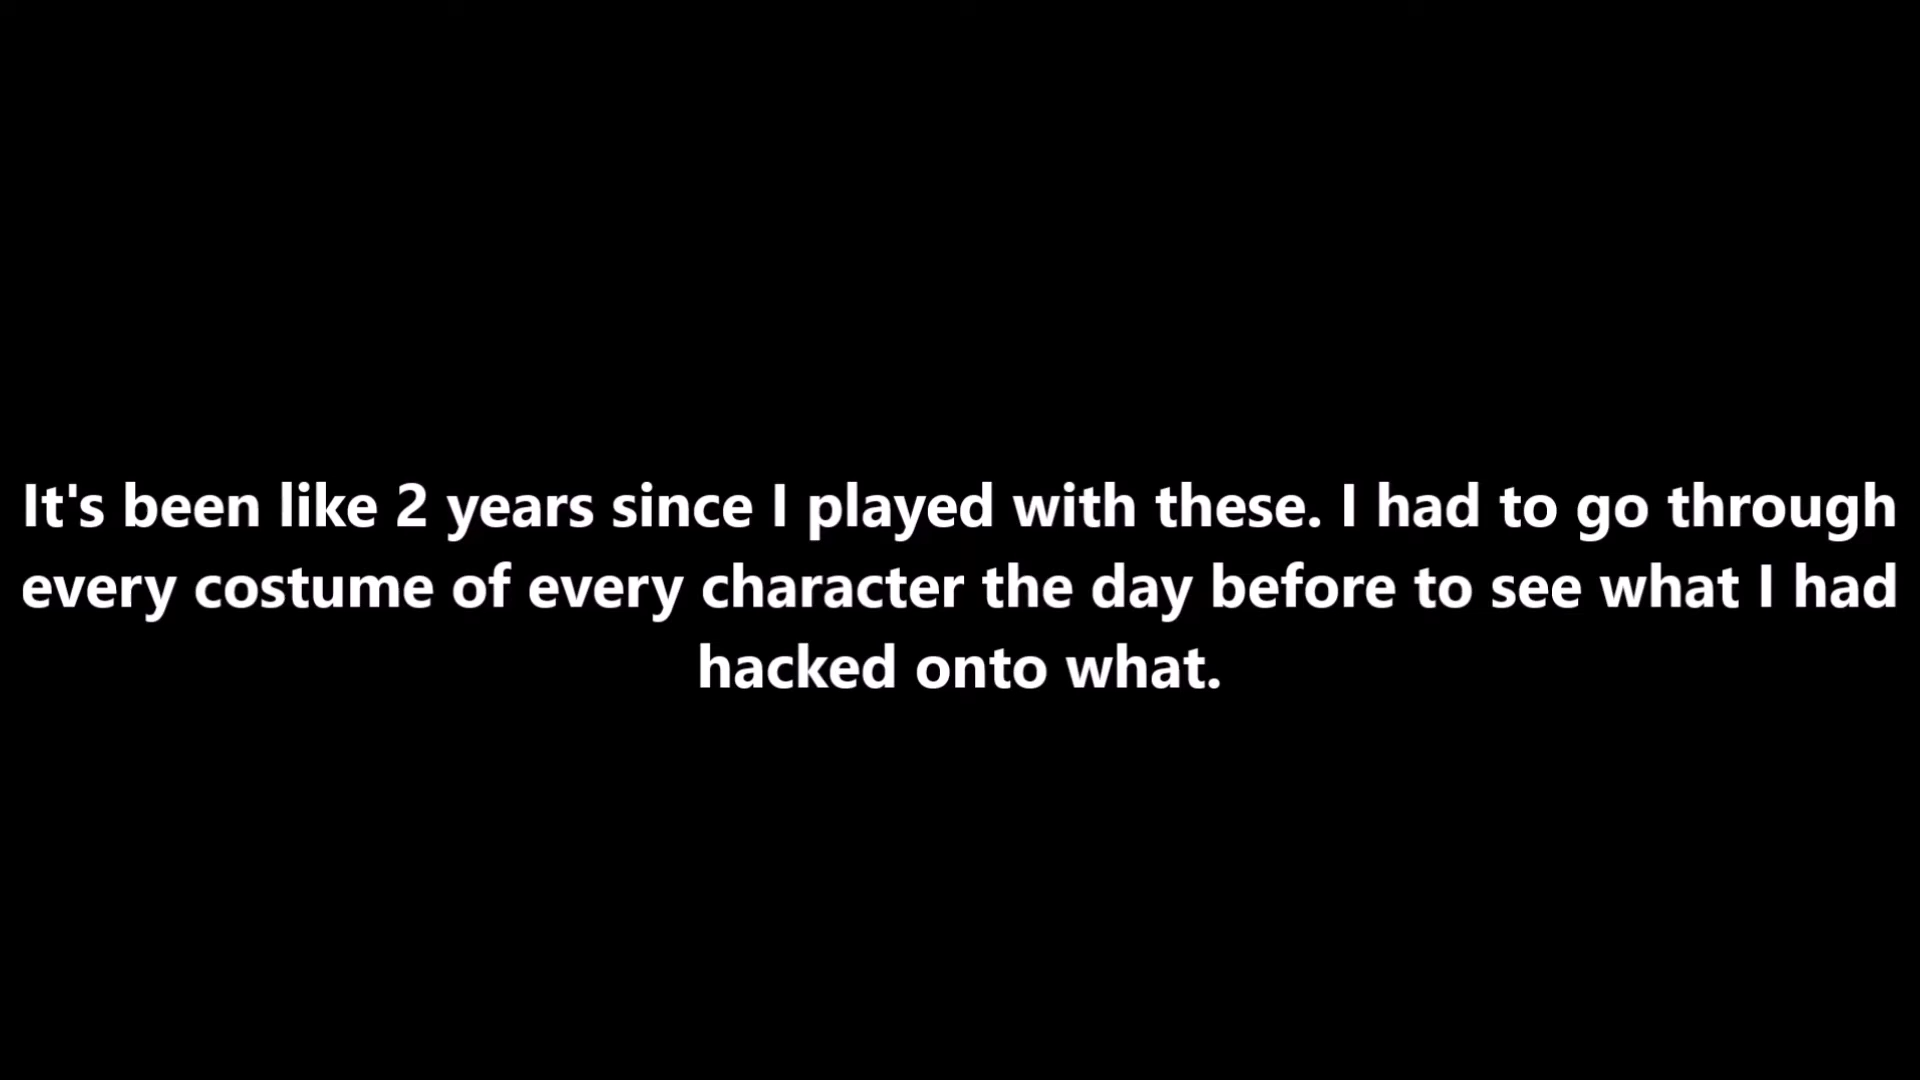 It's been like 2 years since I played with these. I had to go through
every costume of every character the day before to see what I had
hacked onto what.